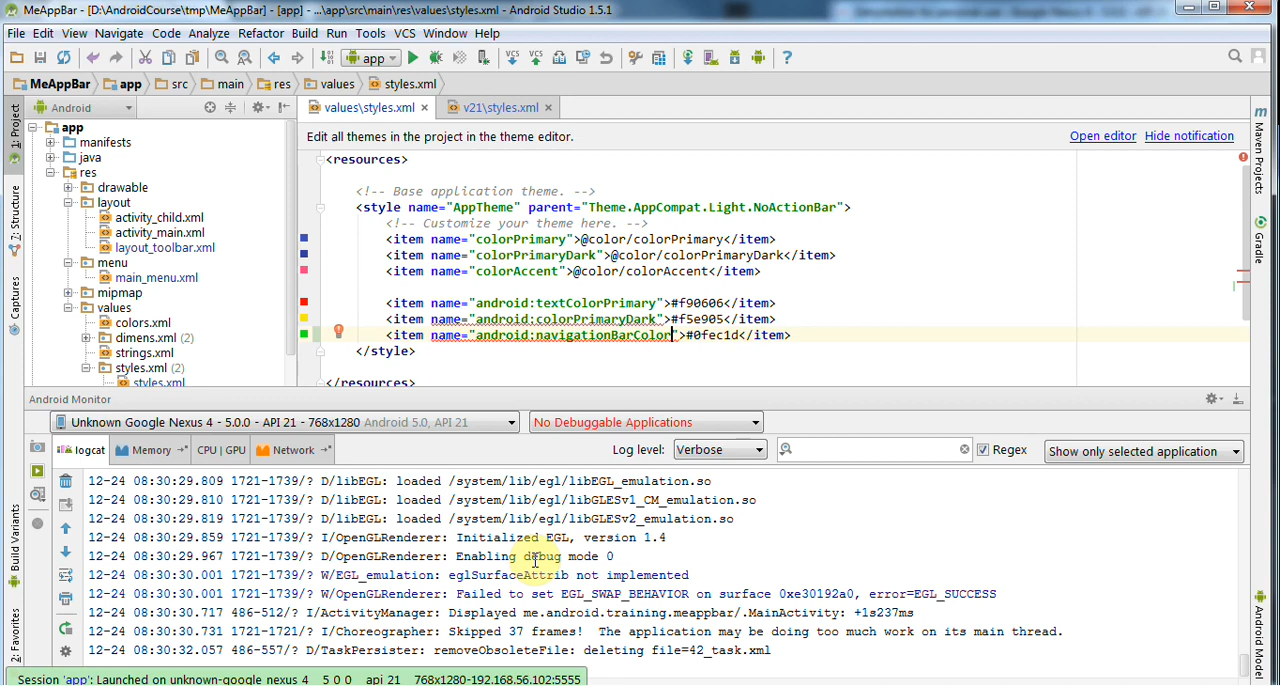 MeAppBar - [D:\AndroidCourse\tmp\MeAppBar] - [app] - ...\app\src\main\res\values\styles.xml - Android Studio 1.5.1
File Edit View Navigate Code Analyze Refactor Build Run Tools VCS Window Help
app
VCS VCS
MeAppBar app src main res values styles.xml
Android
values\styles.xml v21\styles.xml
Edit all themes in the project in the theme editor. Open editor Hide notification
1: Project
7: Structure
Captures
Build Variants
2: Favorites
app
manifests
java
res
drawable
layout
activity_child.xml
activity_main.xml
layout_toolbar.xml
menu
main_menu.xml
mipmap
values
colors.xml
dimens.xml (2)
strings.xml
styles.xml (2)
styles.xml
<resources>
<!-- Base application theme. -->
<style name="AppTheme" parent="Theme.AppCompat.Light.NoActionBar">
<!-- Customize your theme here. -->
<item name="colorPrimary">@color/colorPrimary</item>
<item name="colorPrimaryDark">@color/colorPrimaryDark</item>
<item name="colorAccent">@color/colorAccent</item>
<item name="android:textColorPrimary">#f90606</item>
<item name="android:colorPrimaryDark">#f5e905</item>
<item name="android:navigationBarColor">#0fec1d</item>
</style>
</resources>
Maven Projects
Gradle
Android Model
Android Monitor
Unknown Google Nexus 4 - 5.0.0 - API 21 - 768x1280 Android 5.0, API 21
No Debuggable Applications
logcat Memory CPU | GPU Network Log level: Verbose Regex Show only selected application
12-24 08:30:29.809 1721-1739/? D/libEGL: loaded /system/lib/egl/libEGL_emulation.so
12-24 08:30:29.810 1721-1739/? D/libEGL: loaded /system/lib/egl/libGLESv1_CM_emulation.so
12-24 08:30:29.819 1721-1739/? D/libEGL: loaded /system/lib/egl/libGLESv2_emulation.so
12-24 08:30:29.859 1721-1739/? I/OpenGLRenderer: Initialized EGL, version 1.4
12-24 08:30:29.967 1721-1739/? D/OpenGLRenderer: Enabling debug mode 0
12-24 08:30:30.001 1721-1739/? W/EGL_emulation: eglSurfaceAttrib not implemented
12-24 08:30:30.001 1721-1739/? W/OpenGLRenderer: Failed to set EGL_SWAP_BEHAVIOR on surface 0xe30192a0, error=EGL_SUCCESS
12-24 08:30:30.717 486-512/? I/ActivityManager: Displayed me.android.training.meappbar/.MainActivity: +1s237ms
12-24 08:30:30.731 1721-1721/? I/Choreographer: Skipped 37 frames!  The application may be doing too much work on its main thread.
12-24 08:30:32.057 486-557/? D/TaskPersister: removeObsoleteFile: deleting file=42_task.xml
Session 'app': Launched on unknown-google nexus 4 5 0 0 api 21 768x1280-192.168.56.102:5555